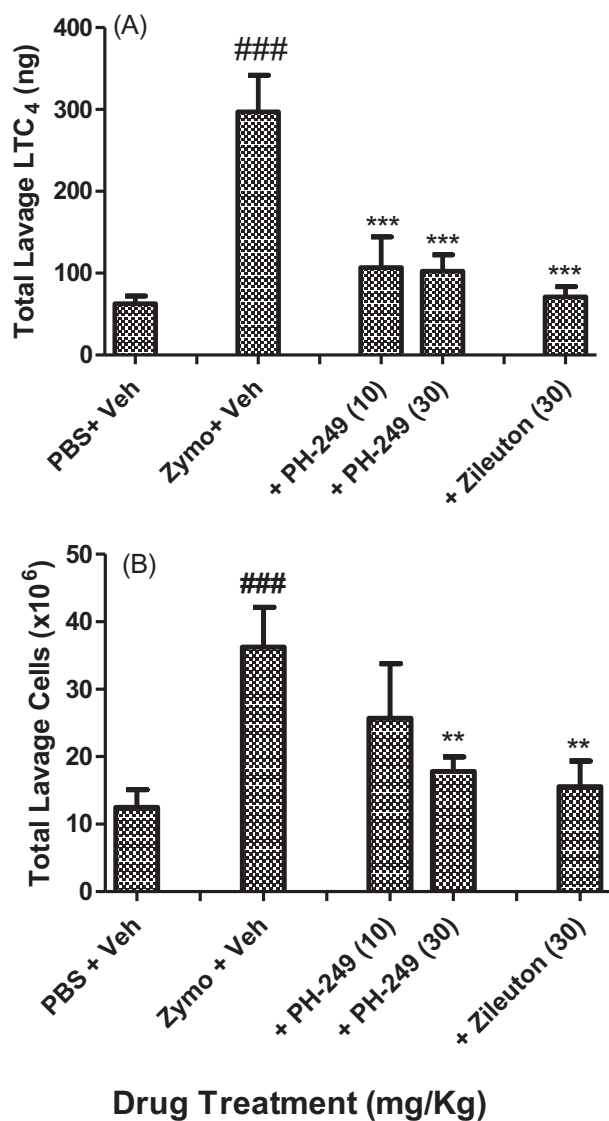 (A)
Total Lavage LTC4 (ng)
400
300
200
100
0
###
***
***
***
PBS+ Veh
Zymo+ Veh
+ PH-249 (10)
+ PH-249 (30)
+ Zileuton (30)
(B)
Total Lavage Cells (x10^6)
50
40
30
20
10
0
###
**
**
PBS + Veh
Zymo + Veh
+ PH-249 (10)
+ PH-249 (30)
+ Zileuton (30)
Drug Treatment (mg/Kg)